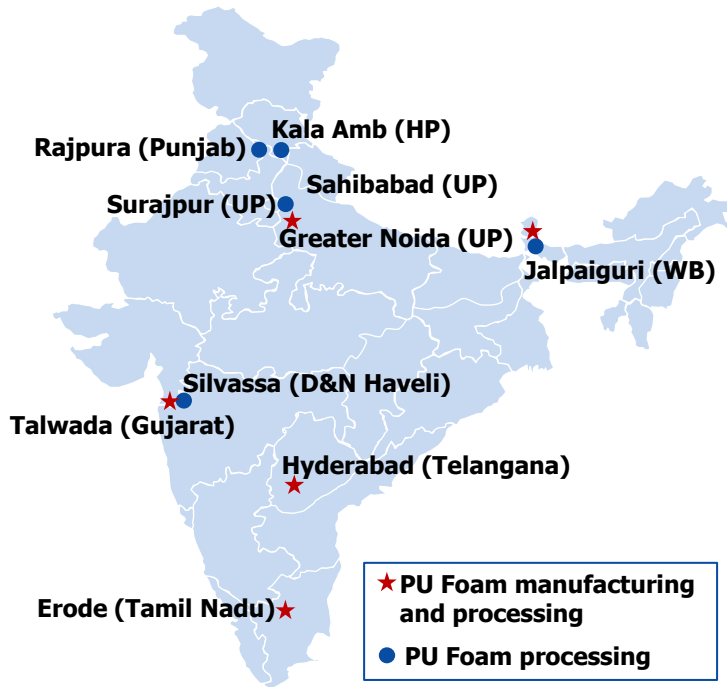 Kala Amb (HP)
Rajpura (Punjab)
Sahibabad (UP)
Surajpur (UP)
Greater Noida (UP)
Jalpaiguri (WB)
Silvassa (D&N Haveli)
Talwada (Gujarat)
Hyderabad (Telangana)
Erode (Tamil Nadu)
PU Foam manufacturing
and processing
PU Foam processing